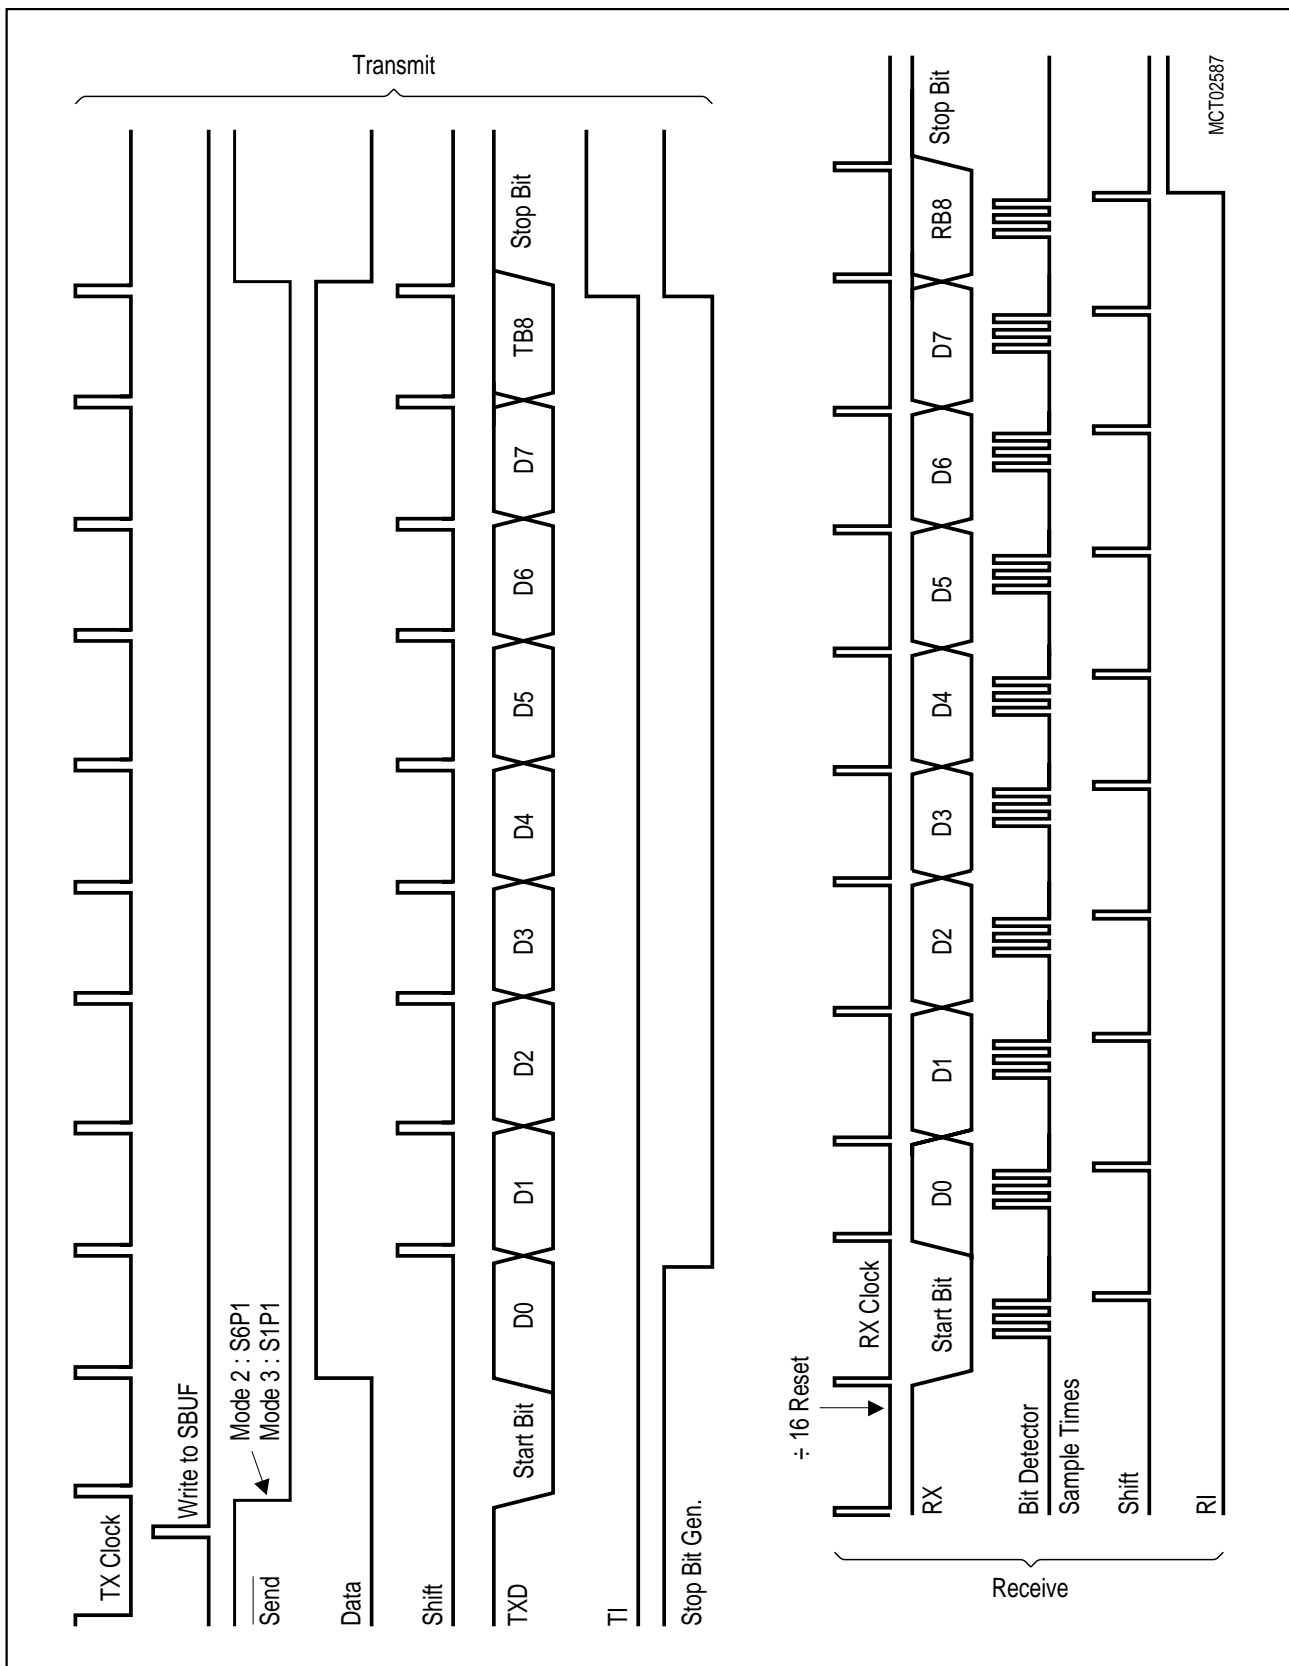 Transmit
TX Clock
Write to SBUF
Mode 2 : S6P1
Mode 3 : S1P1
Send
Data
Shift
TXD
Start Bit
D0
D1
D2
D3
D4
D5
D6
D7
TB8
Stop Bit
TI
Stop Bit Gen.
Receive
÷ 16 Reset
RX Clock
RX
Start Bit
D0
D1
D2
D3
D4
D5
D6
D7
RB8
Stop Bit
Bit Detector
Sample Times
Shift
RI
MCT02587